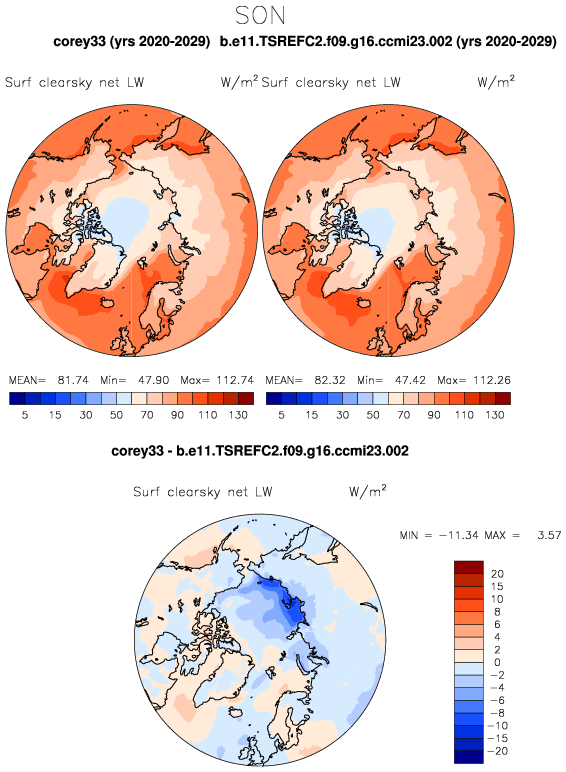 SON
corey33 (yrs 2020-2029) b.e11.TSREFC2.f09.g16.ccmi23.002 (yrs 2020-2029)
Surf clearsky net LW W/m² Surf clearsky net LW W/m²
MEAN= 81.74 Min= 47.90 Max= 112.74 MEAN= 82.32 Min= 47.42 Max= 112.26
5 15 30 50 70 90 110 130 5 15 30 50 70 90 110 130
corey33 - b.e11.TSREFC2.f09.g16.ccmi23.002
Surf clearsky net LW W/m²
MIN = -11.34 MAX = 3.57
20
15
10
8
6
4
2
0
-2
-4
-6
-8
-10
-15
-20